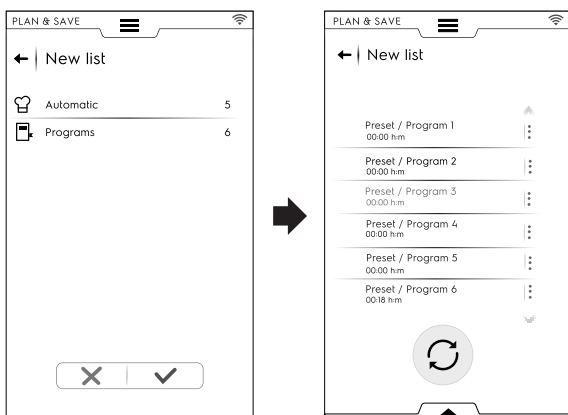 PLAN & SAVE
New list
Automatic 5
Programs 6
PLAN & SAVE
New list
Preset / Program 1
00:00 h:m
Preset / Program 2
00:00 h:m
Preset / Program 3
00:00 h:m
Preset / Program 4
00:00 h:m
Preset / Program 5
00:00 h:m
Preset / Program 6
00:18 h:m